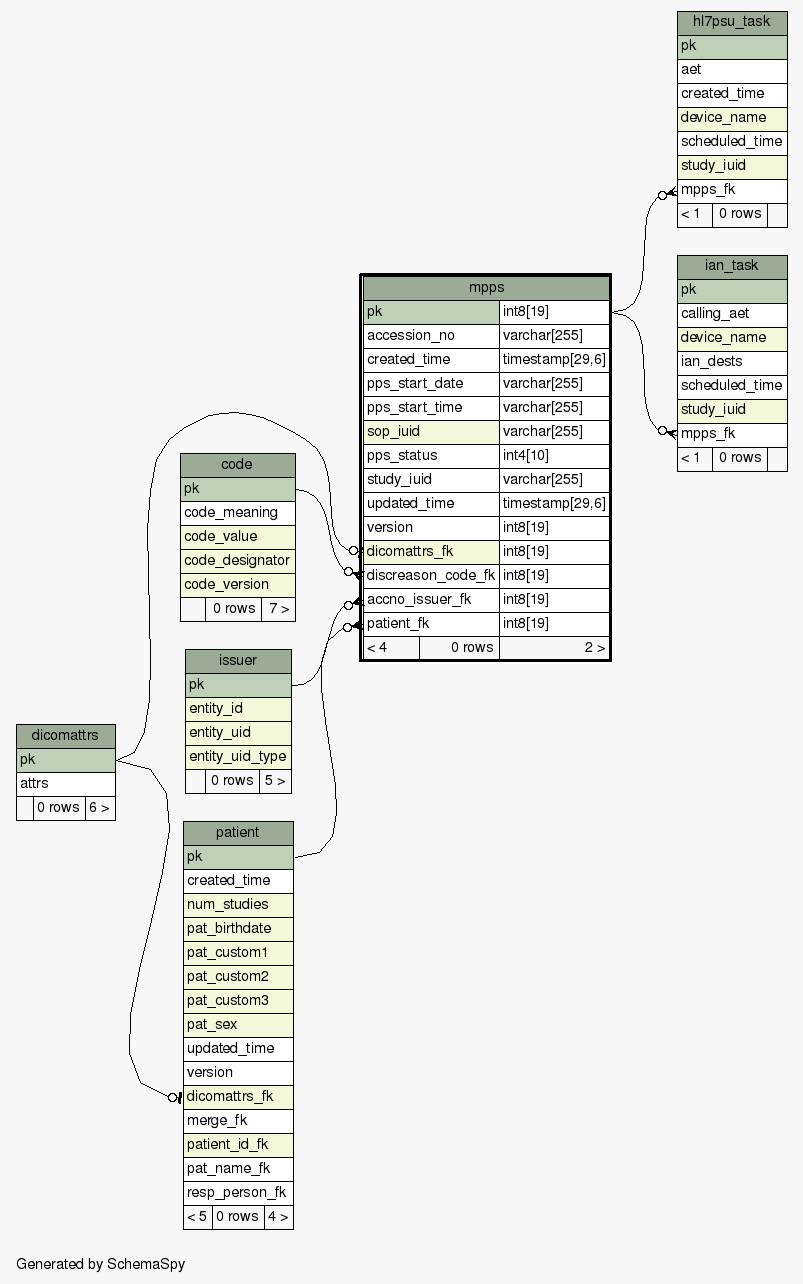 hl7psu_task
pk
aet
created_time
device_name
scheduled_time
study_iuid
mpps_fk
< 1 0 rows
ian_task
pk
calling_aet
device_name
ian_dests
scheduled_time
study_iuid
mpps_fk
< 1 0 rows
mpps
pk int8[19]
accession_no varchar[255]
created_time timestamp[29,6]
pps_start_date varchar[255]
pps_start_time varchar[255]
sop_iuid varchar[255]
pps_status int4[10]
study_iuid varchar[255]
updated_time timestamp[29,6]
version int8[19]
dicomattrs_fk int8[19]
discreason_code_fk int8[19]
accno_issuer_fk int8[19]
patient_fk int8[19]
< 4 0 rows 2 >
code
pk
code_meaning
code_value
code_designator
code_version
0 rows 7 >
issuer
pk
entity_id
entity_uid
entity_uid_type
0 rows 5 >
dicomattrs
pk
attrs
0 rows 6 >
patient
pk
created_time
num_studies
pat_birthdate
pat_custom1
pat_custom2
pat_custom3
pat_sex
updated_time
version
dicomattrs_fk
merge_fk
patient_id_fk
pat_name_fk
resp_person_fk
< 5 0 rows 4 >
Generated by SchemaSpy